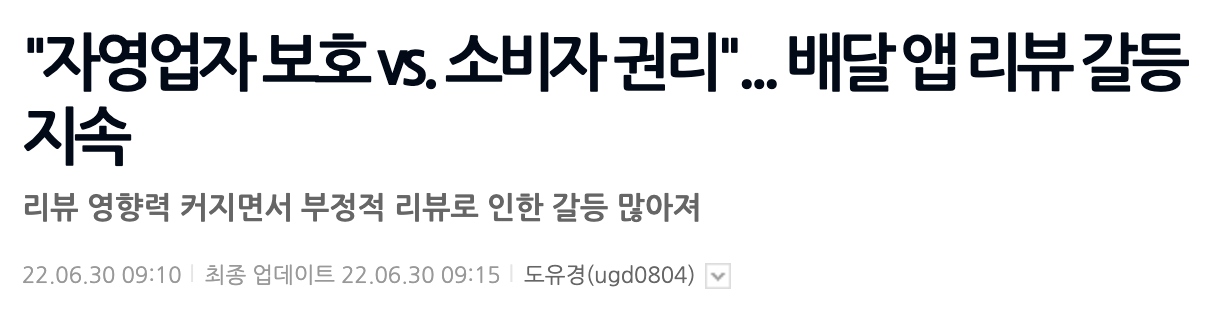 "자영업자 보호 vs. 소비자 권리"... 배달 앱 리뷰 갈등
지속
리뷰 영향력 커지면서 부정적 리뷰로 인한 갈등 많아져
22.06.30 09:10 | 최종 업데이트 22.06.30 09:15 | 도유경(ugd0804)